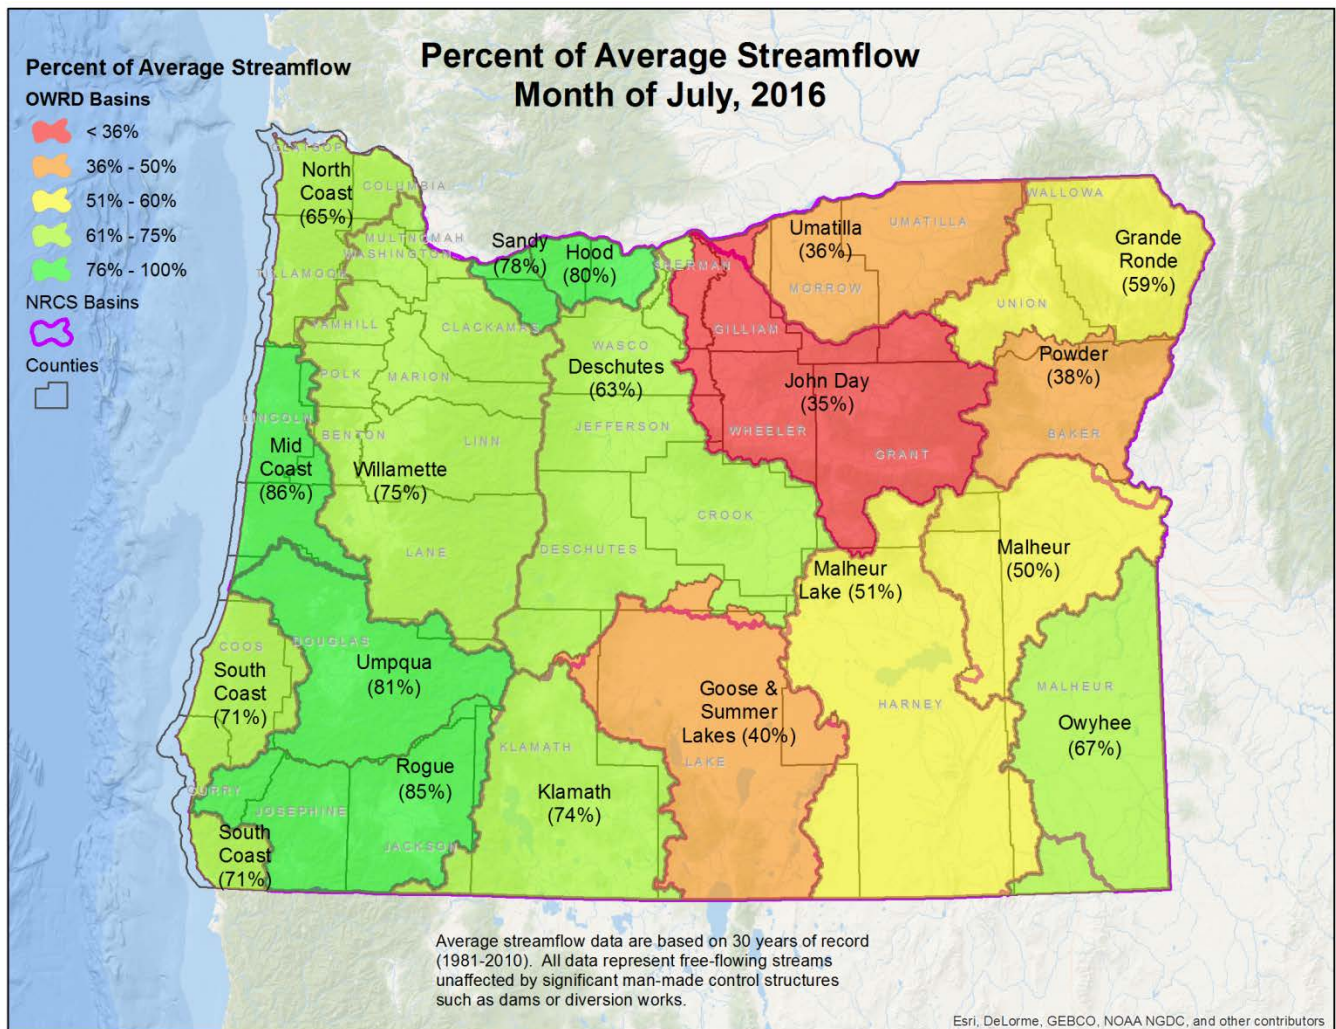 Percent of Average Streamflow
Month of July, 2016
Percent of Average Streamflow
OWRD Basins
< 36%
36% - 50%
51% - 60%
61% - 75%
76% - 100%
NRCS Basins
Counties
CLATSOP
North
Coast
(65%)
COLUMBIA
MULTNOMAH
WASHINGTON
TILLAMOOK
Sandy
(78%)
Hood
(80%)
SHERMAN
Umatilla
(36%)
UMATILLA
MORROW
WALLOWA
Grande
Ronde
(59%)
UNION
YAMHILL
CLACKAMAS
WASCO
Deschutes
(63%)
GILLIAM
John Day
(35%)
Powder
(38%)
POLK
MARION
LINCOLN
BENTON
LINN
JEFFERSON
WHEELER
GRANT
BAKER
Mid
Coast
(86%)
Willamette
(75%)
CROOK
LANE
DESCHUTES
Malheur
Lake (51%)
Malheur
(50%)
COOS
DOUGLAS
South
Coast
(71%)
Umpqua
(81%)
Goose &
Summer
Lakes (40%)
HARNEY
MALHEUR
Owyhee
(67%)
KLAMATH
LAKE
Rogue
(85%)
Klamath
(74%)
CURRY
JOSEPHINE
JACKSON
South
Coast
(71%)
Average streamflow data are based on 30 years of record
(1981-2010).  All data represent free-flowing streams
unaffected by significant man-made control structures
such as dams or diversion works.
Esri, DeLorme, GEBCO, NOAA NGDC, and other contributors